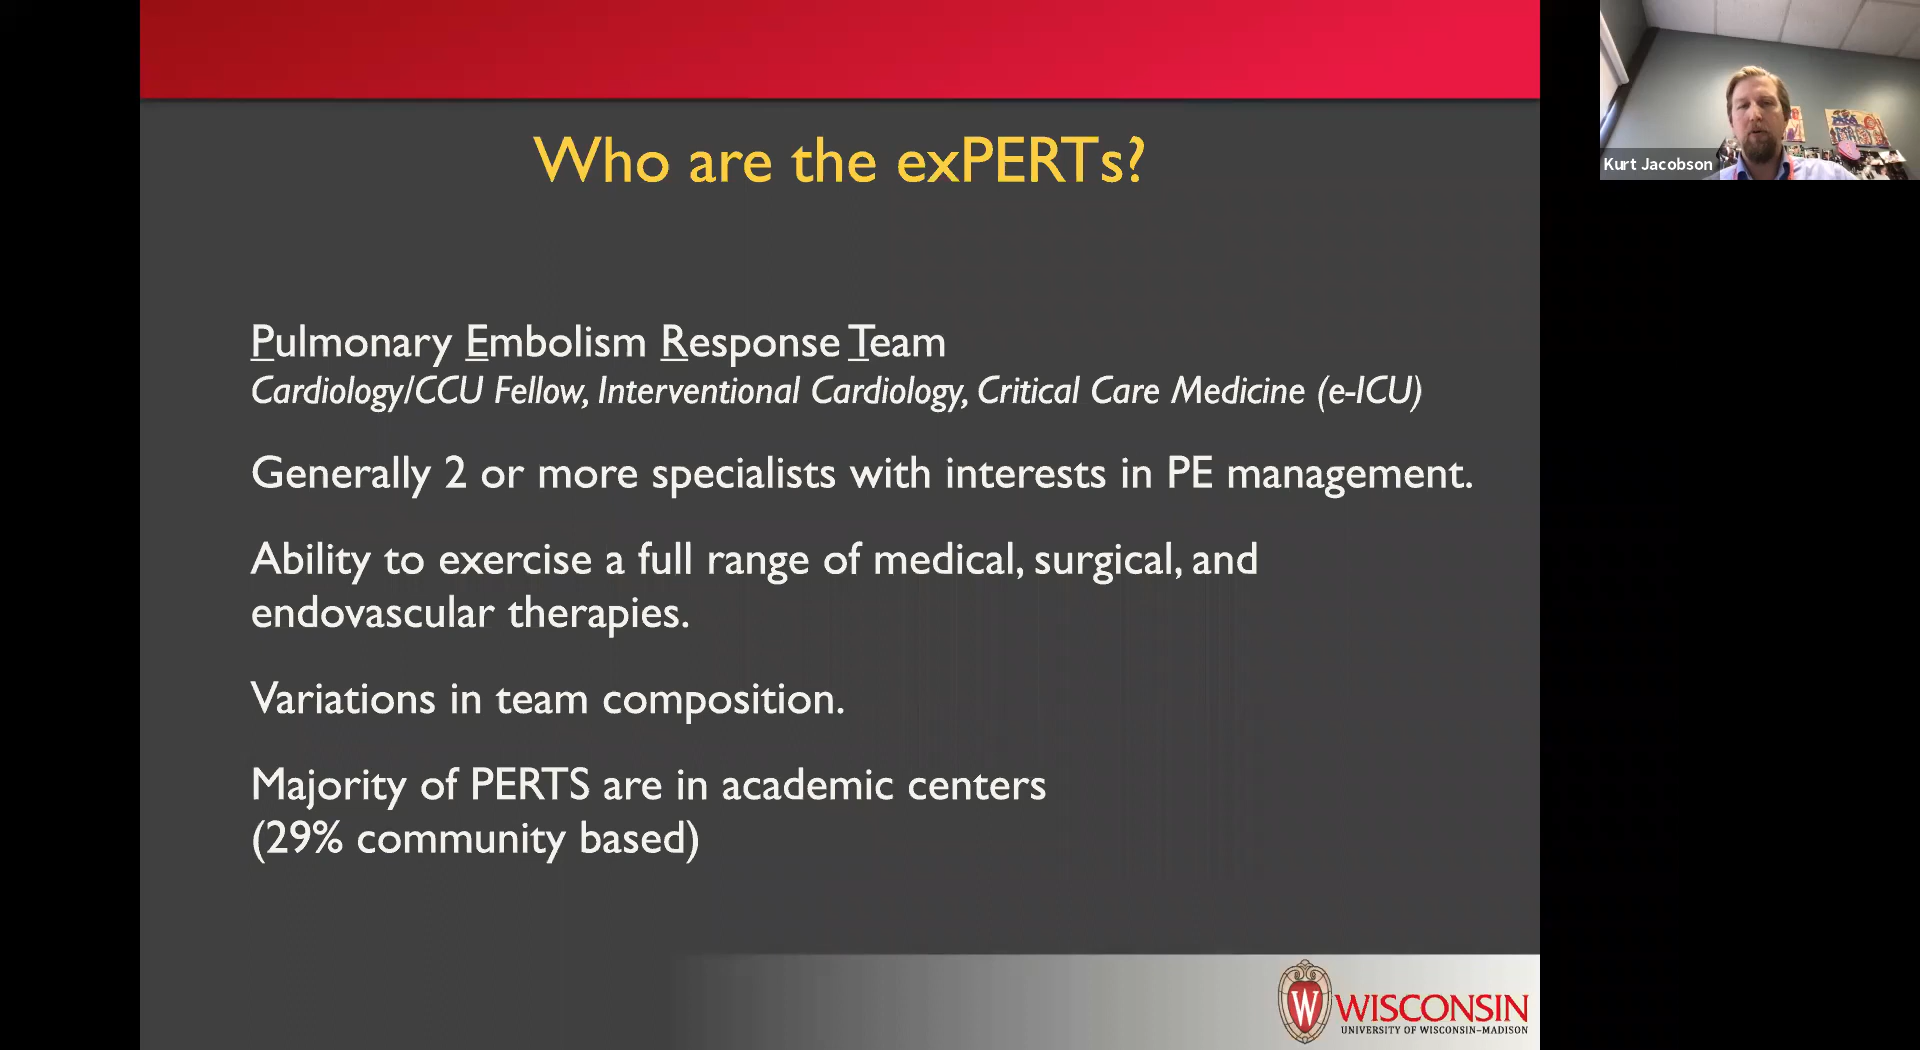 Who are the exPERTs?
Kurt Jacobson
Pulmonary Embolism Response Team
Cardiology/CCU Fellow, Interventional Cardiology, Critical Care Medicine (e-ICU)
Generally 2 or more specialists with interests in PE management.
Ability to exercise a full range of medical, surgical, and
endovascular therapies.
Variations in team composition.
Majority of PERTS are in academic centers
(29% community based)
W
WISCONSIN
UNIVERSITY OF WISCONSIN–MADISON